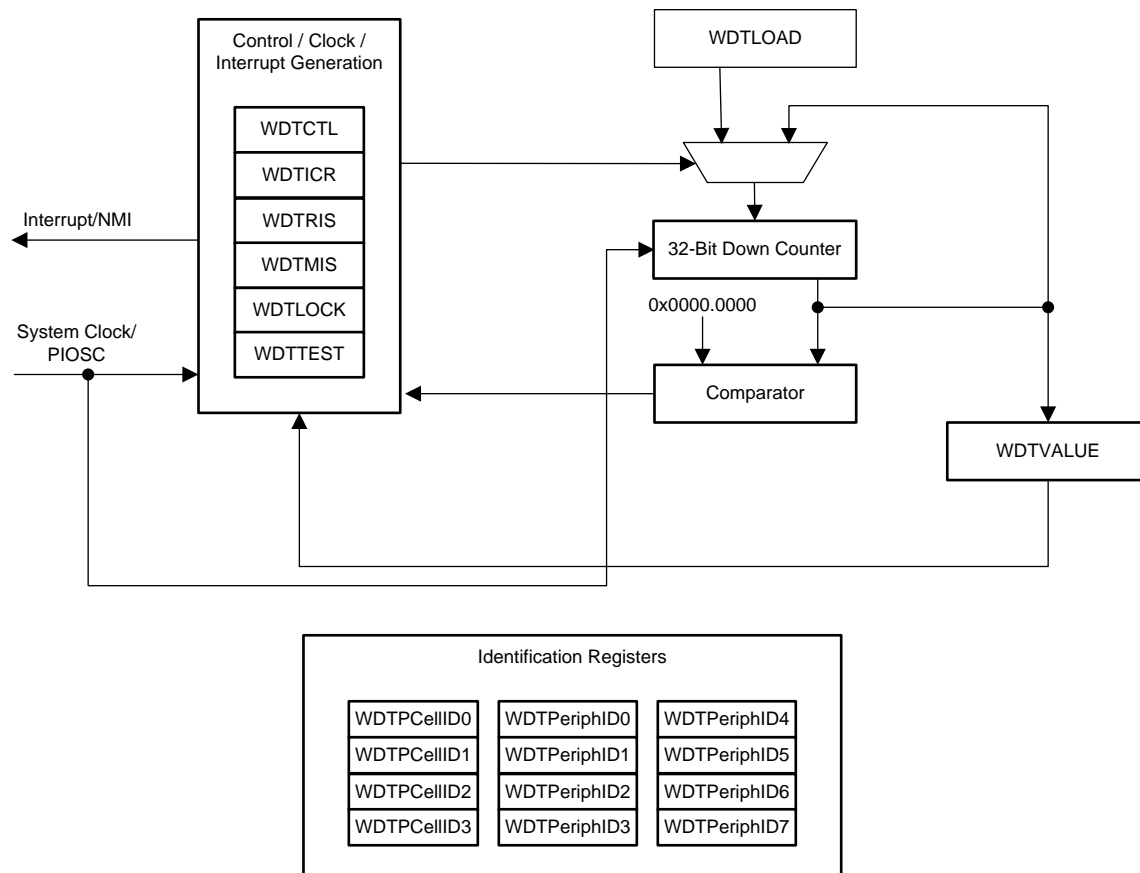 Control / Clock /
Interrupt Generation
WDTCTL
WDTICR
WDTRIS
WDTMIS
WDTLOCK
WDTTEST
Interrupt/NMI
System Clock/
PIOSC
WDTLOAD
32-Bit Down Counter
0x0000.0000
Comparator
WDTVALUE
Identification Registers
WDTPCellID0
WDTPCellID1
WDTPCellID2
WDTPCellID3
WDTPeriphID0
WDTPeriphID1
WDTPeriphID2
WDTPeriphID3
WDTPeriphID4
WDTPeriphID5
WDTPeriphID6
WDTPeriphID7